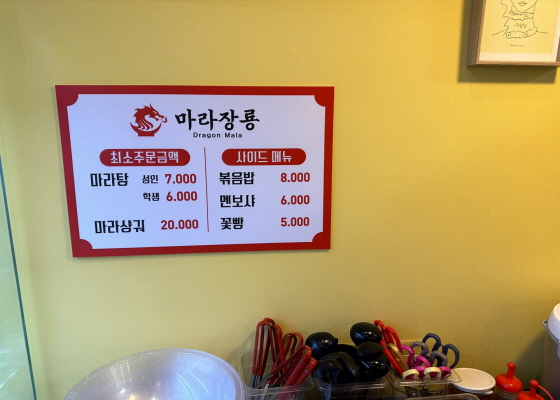 마라장룡
Dragon Mala
최소주문금액
마라탕 성인 7.000
학생 6.000
마라샹궈 20.000
사이드 메뉴
볶음밥 8.000
멘보샤 6.000
꽃빵 5.000